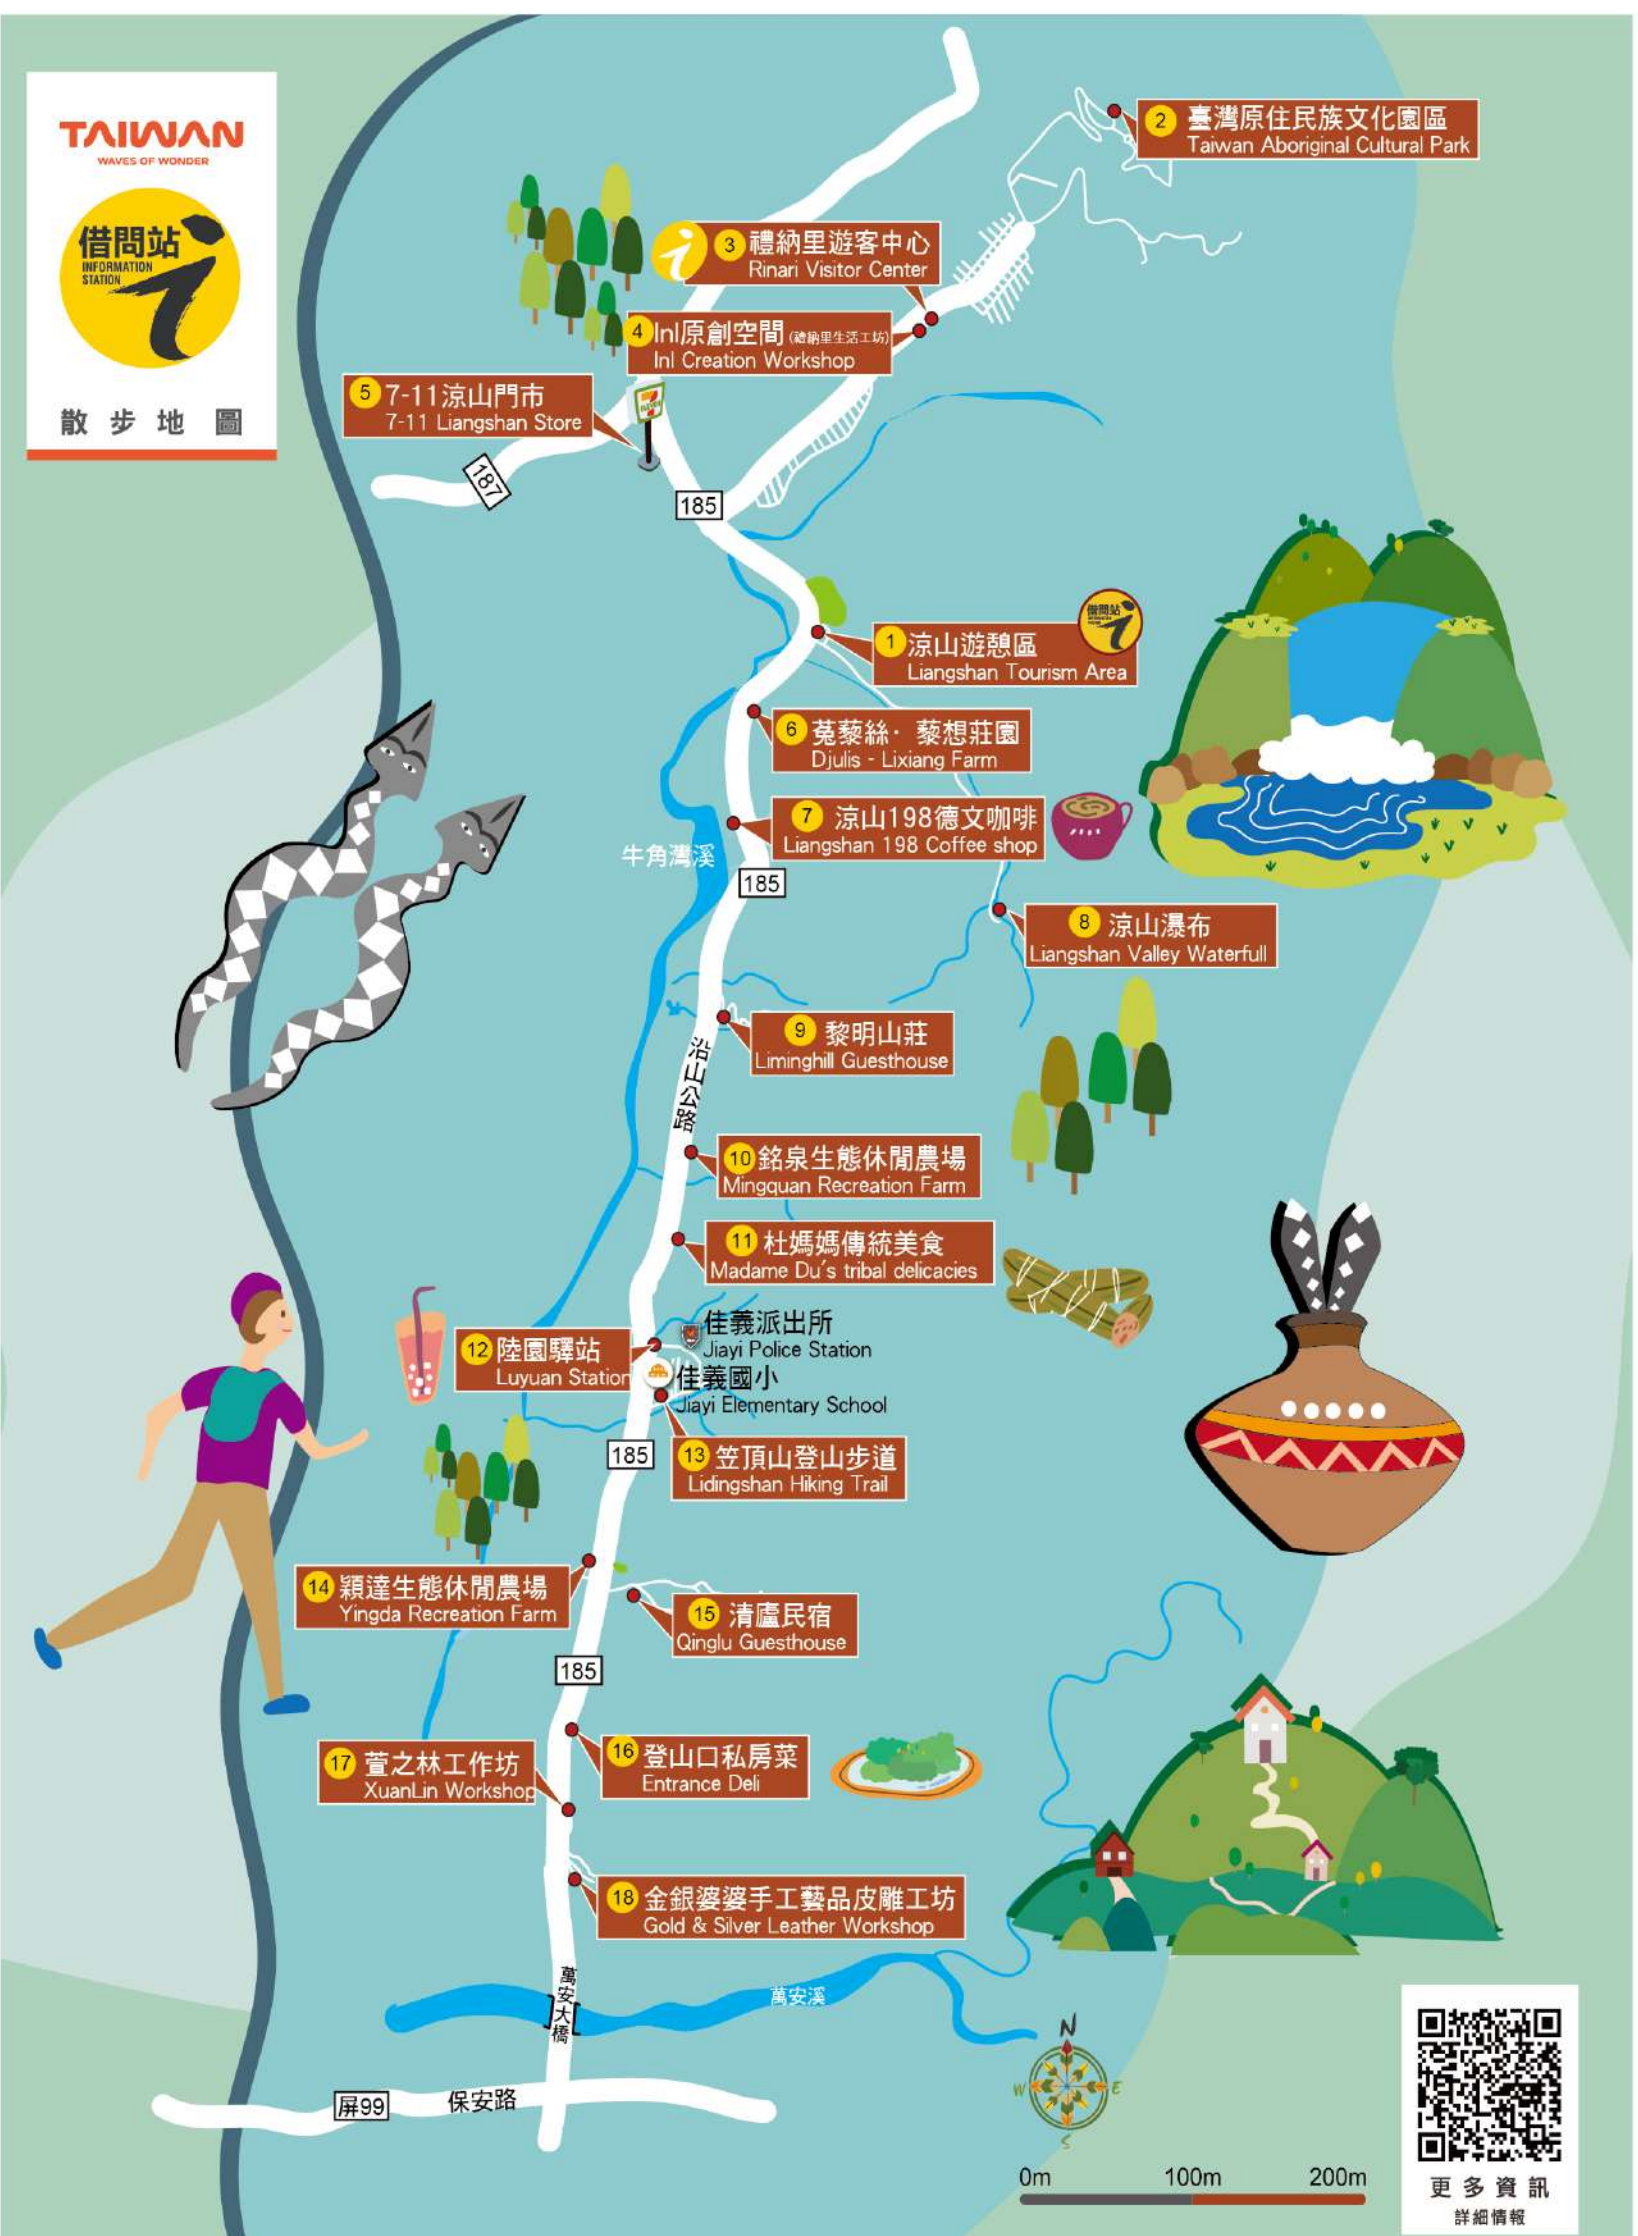 TAIWAN
WAVES OF WONDER
借問站
INFORMATION
STATION
散步地圖
2 臺灣原住民族文化園區
Taiwan Aboriginal Cultural Park
3 禮納里遊客中心
Rinari Visitor Center
4 InI原創空間 (禮納里生活工坊)
InI Creation Workshop
5 7-11涼山門市
7-11 Liangshan Store
187
185
借問站
1 涼山遊憩區
Liangshan Tourism Area
6 菟藜絲·藜想莊園
Djulis - Lixiang Farm
7 涼山198德文咖啡
Liangshan 198 Coffee shop
牛角灣溪
185
8 涼山瀑布
Liangshan Valley Waterfull
9 黎明山莊
Liminghill Guesthouse
沿山公路
10 銘泉生態休閒農場
Mingquan Recreation Farm
11 杜媽媽傳統美食
Madame Du's tribal delicacies
佳義派出所
Jiayi Police Station
12 陸園驛站
Luyuan Station
佳義國小
Jiayi Elementary School
185
13 笠頂山登山步道
Lidingshan Hiking Trail
14 穎達生態休閒農場
Yingda Recreation Farm
15 清廬民宿
Qinglu Guesthouse
185
16 登山口私房菜
Entrance Deli
17 萱之林工作坊
XuanLin Workshop
18 金銀婆婆手工藝品皮雕工坊
Gold & Silver Leather Workshop
萬安大橋
萬安溪
屏99
保安路
N
W
E
S
0m 100m 200m
更多資訊
詳細情報